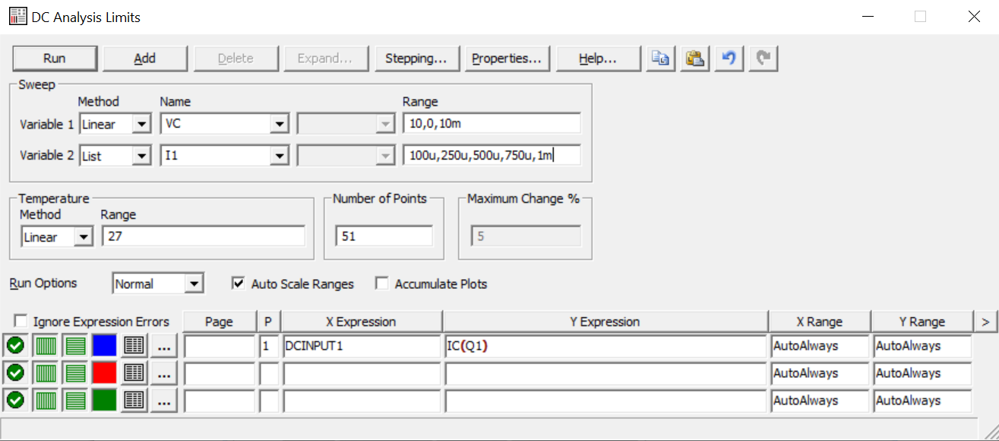 DC Analysis Limits
Run Add Delete Expand... Stepping... Properties... Help...
Sweep
Method Name Range
Variable 1 Linear VC 10,0,10m
Variable 2 List I1 100u,250u,500u,750u,1m
Temperature Number of Points Maximum Change %
Method Range
Linear 27 51 5
Run Options Normal Auto Scale Ranges Accumulate Plots
Ignore Expression Errors Page P X Expression Y Expression X Range Y Range >
... 1 DCINPUT1 IC(Q1) AutoAlways AutoAlways
... AutoAlways AutoAlways
... AutoAlways AutoAlways